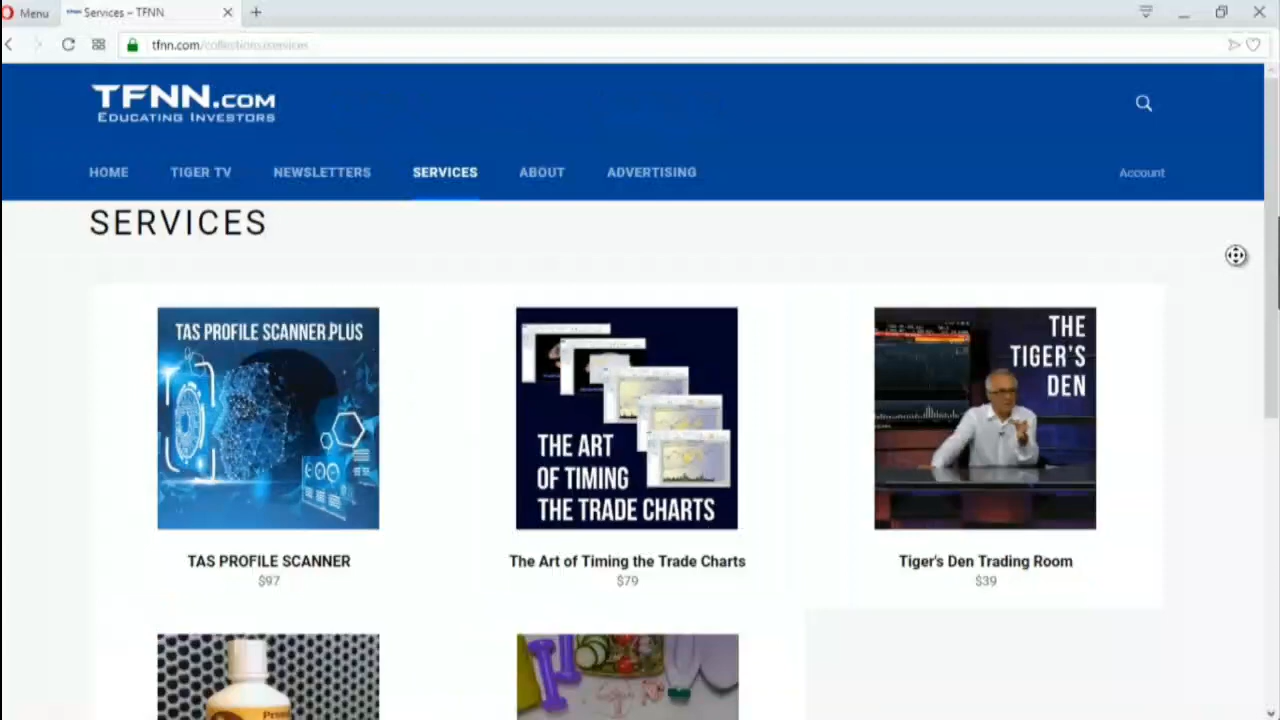 Menu
Services – TFNN
tfnn.com/collections/services
TFNN.COM
EDUCATING INVESTORS
HOME
TIGER TV
NEWSLETTERS
SERVICES
ABOUT
ADVERTISING
Account
SERVICES
TAS PROFILE SCANNER PLUS
THE ART
OF TIMING
THE TRADE CHARTS
THE
TIGER'S
DEN
TAS PROFILE SCANNER
$97
The Art of Timing the Trade Charts
$79
Tiger's Den Trading Room
$39